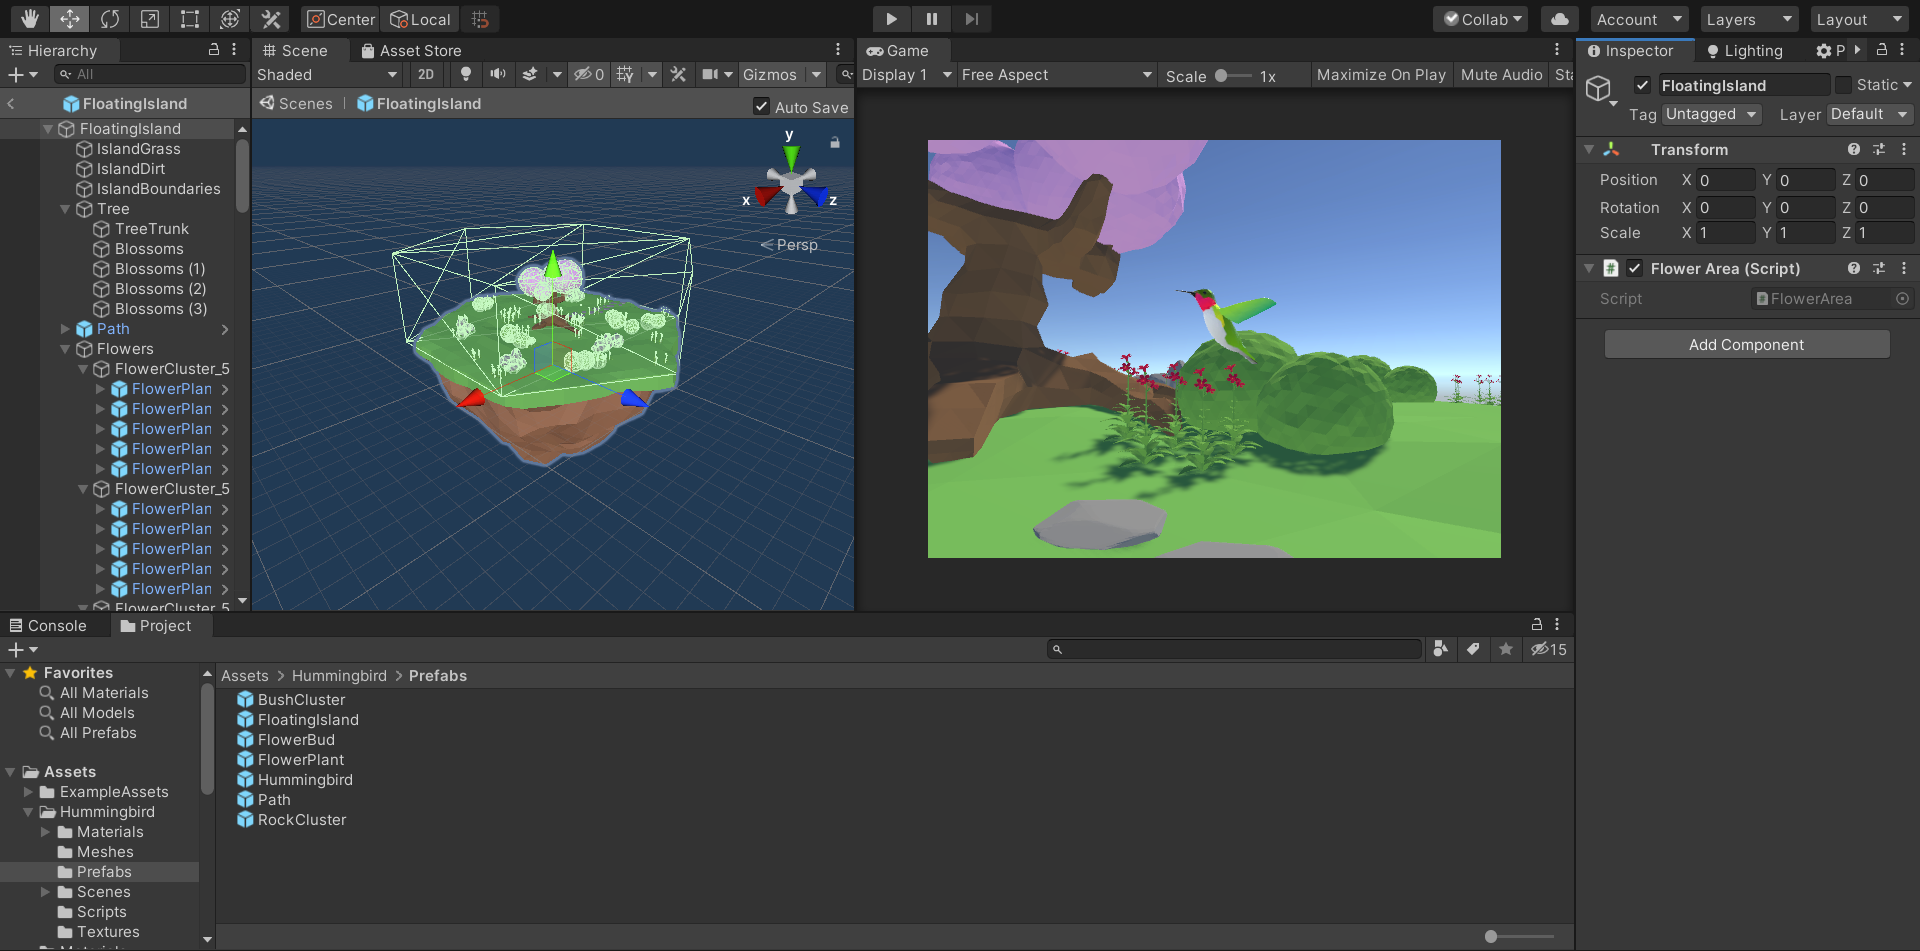 Center
Local
Collab
Account
Layers
Layout
Hierarchy
All
FloatingIsland
FloatingIsland
IslandGrass
IslandDirt
IslandBoundaries
Tree
TreeTrunk
Blossoms
Blossoms (1)
Blossoms (2)
Blossoms (3)
Path
Flowers
FlowerCluster_5
FlowerPlan
FlowerPlan
FlowerPlan
FlowerPlan
FlowerPlan
FlowerCluster_5
FlowerPlan
FlowerPlan
FlowerPlan
FlowerPlan
FlowerPlan
FlowerCluster_5
Scene
Asset Store
Shaded
2D
0
Gizmos
Scenes
FloatingIsland
Auto Save
y
x
z
Persp
Game
Display 1
Free Aspect
Scale
1x
Maximize On Play
Mute Audio
Sta
Inspector
Lighting
P
FloatingIsland
Static
Tag
Untagged
Layer
Default
Transform
Position X 0 Y 0 Z 0
Rotation X 0 Y 0 Z 0
Scale X 1 Y 1 Z 1
Flower Area (Script)
Script
FlowerArea
Add Component
Console
Project
15
Favorites
All Materials
All Models
All Prefabs
Assets
ExampleAssets
Hummingbird
Materials
Meshes
Prefabs
Scenes
Scripts
Textures
Materials
Assets > Hummingbird > Prefabs
BushCluster
FloatingIsland
FlowerBud
FlowerPlant
Hummingbird
Path
RockCluster